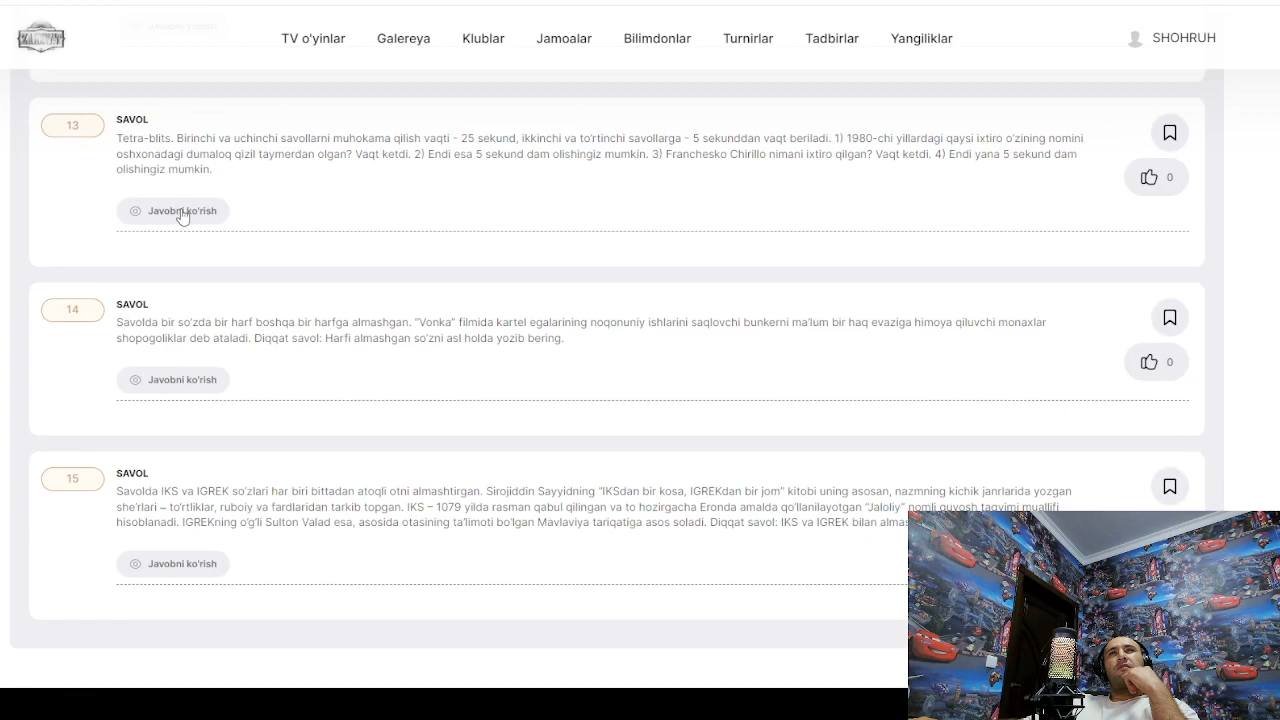 TV o'yinlar Galereya Klublar Jamoalar Bilimdonlar Turnirlar Tadbirlar Yangiliklar SHOHRUH
13
SAVOL
Tetra-blits. Birinchi va uchinchi savollarni muhokama qilish vaqti - 25 sekund, ikkinchi va to‘rtinchi savollarga - 5 sekunddan vaqt beriladi. 1) 1980-chi yillardagi qaysi ixtiro o‘zining nomini
oshxonadagi dumaloq qizil taymerdan olgan? Vaqt ketdi. 2) Endi esa 5 sekund dam olishingiz mumkin. 3) Franchesko Chirillo nimani ixtiro qilgan? Vaqt ketdi. 4) Endi yana 5 sekund dam
olishingiz mumkin.
0
Javobni ko'rish
14
SAVOL
Savolda bir so‘zda bir harf boshqa bir harfga almashgan. “Vonka” filmida kartel egalarining noqonuniy ishlarini saqlovchi bunkerni ma’lum bir haq evaziga himoya qiluvchi monaxlar
shopogoliklar deb ataladi. Diqqat savol: Harfi almashgan so‘zni asl holda yozib bering.
0
Javobni ko'rish
15
SAVOL
Savolda IKS va IGREK so‘zlari har biri bittadan atoqli otni almashtirgan. Sirojiddin Sayyidning “IKSdan bir kosa, IGREKdan bir jom” kitobi uning asosan, nazmning kichik janrlarida yozgan
she’rlari – to‘rtliklar, ruboiy va fardlaridan tarkib topgan. IKS – 1079 yilda rasman qabul qilingan va to hozirgacha Eronda amalda qo‘llanilayotgan “Jaloliy” nomli quyosh taqvimi muallifi
hisoblanadi. IGREKning o‘g‘li Sulton Valad esa, asosida otasining ta’limoti bo‘lgan Mavlaviya tariqatiga asos soladi. Diqqat savol: IKS va IGREK bilan
Javobni ko'rish